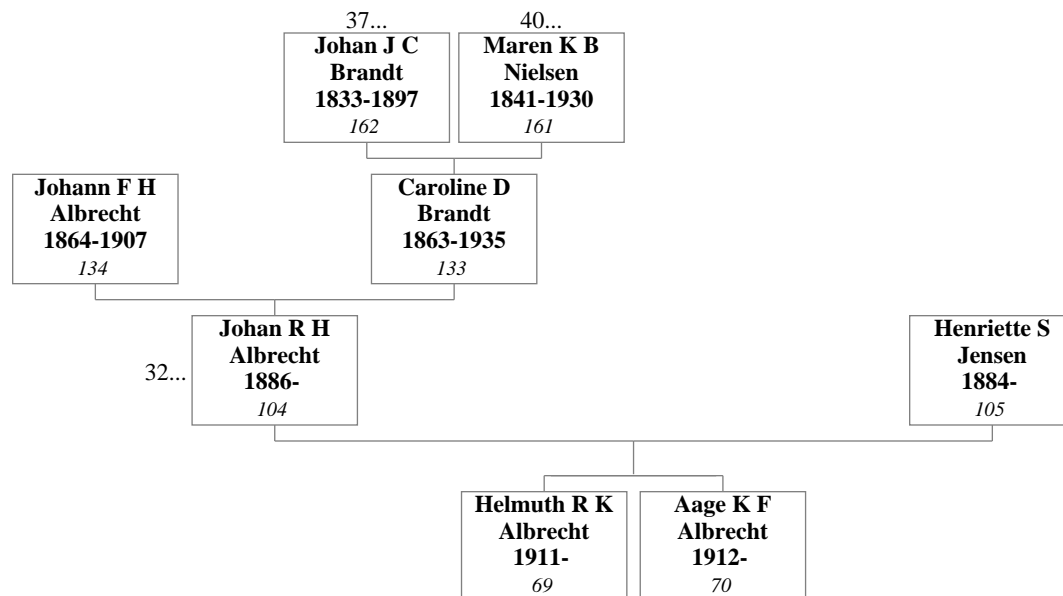 37...
40...
Johan J C
Brandt
1833-1897
162
Maren K B
Nielsen
1841-1930
161
Johann F H
Albrecht
1864-1907
134
Caroline D
Brandt
1863-1935
133
32...
Johan R H
Albrecht
1886-
104
Henriette S
Jensen
1884-
105
Helmuth R K
Albrecht
1911-
69
Aage K F
Albrecht
1912-
70